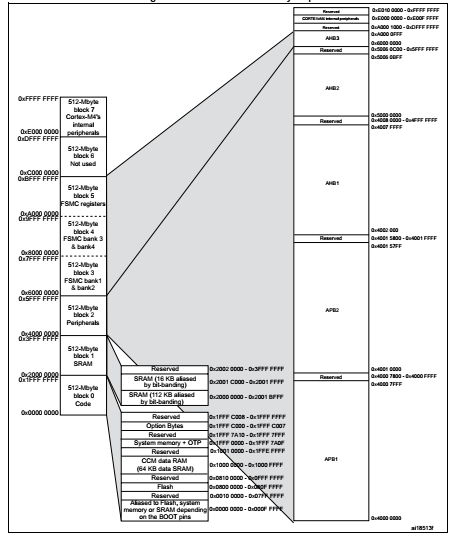 0xFFFF FFFF
512-Mbyte
block 7
Cortex-M4's
internal
peripherals
0xE000 0000
0xDFFF FFFF
512-Mbyte
block 6
Not used
0xC000 0000
0xBFFF FFFF
512-Mbyte
block 5
FSMC registers
0xA000 0000
0x9FFF FFFF
512-Mbyte
block 4
FSMC bank 3
& bank4
0x8000 0000
0x7FFF FFFF
512-Mbyte
block 3
FSMC bank1
& bank2
0x6000 0000
0x5FFF FFFF
512-Mbyte
block 2
Peripherals
0x4000 0000
0x3FFF FFFF
512-Mbyte
block 1
SRAM
0x2000 0000
0x1FFF FFFF
512-Mbyte
block 0
Code
0x0000 0000
Reserved 0x2002 0000 - 0x3FFF FFFF
SRAM (16 KB aliased
by bit-banding) 0x2001 C000 - 0x2001 FFFF
SRAM (112 KB aliased
by bit-banding) 0x2000 0000 - 0x2001 BFFF
Reserved 0x1FFF C008 - 0x1FFF FFFF
Option Bytes 0x1FFF C000 - 0x1FFF C007
Reserved 0x1FFF 7A10 - 0x1FFF 7FFF
System memory + OTP 0x1FFF 0000 - 0x1FFF 7A0F
Reserved 0x1001 0000 - 0x1FFE FFFF
CCM data RAM
(64 KB data SRAM) 0x1000 0000 - 0x1000 FFFF
Reserved 0x0810 0000 - 0x0FFF FFFF
Flash 0x0800 0000 - 0x080F FFFF
Reserved 0x0010 0000 - 0x07FF FFFF
Aliased to Flash, system
memory or SRAM depending
on the BOOT pins 0x0000 0000 - 0x000F FFFF
Reserved 0xE010 0000 - 0xFFFF FFFF
CORTEX-M4 internal peripherals 0xE000 0000 - 0xE00F FFFF
Reserved 0xA000 1000 - 0xDFFF FFFF
0xA000 0FFF
AHB3
0x6000 0000
Reserved 0x5006 0C00 - 0x5FFF FFFF
0x5006 0BFF
AHB2
0x5000 0000
Reserved 0x4008 0000 - 0x4FFF FFFF
0x4007 FFFF
AHB1
0x4002 000
Reserved 0x4001 5800 - 0x4001 FFFF
0x4001 57FF
APB2
0x4001 0000
Reserved 0x4000 7800 - 0x4000 FFFF
0x4000 7FFF
APB1
0x4000 0000
ai18513f